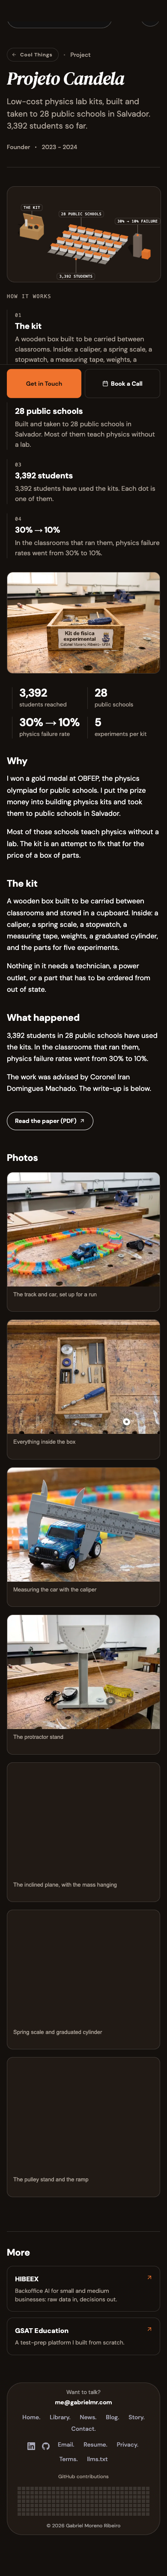 ← Cool Things · Project
Projeto Candela
Low-cost physics lab kits, built and
taken to 28 public schools in Salvador.
3,392 students so far.
Founder · 2023 – 2024
THE KIT
28 PUBLIC SCHOOLS
30% → 10% FAILURE
3,392 STUDENTS
HOW IT WORKS
01
The kit
A wooden box built to be carried between
classrooms. Inside: a caliper, a spring scale, a
stopwatch, a measuring tape, weights, a
Get in Touch
Book a Call
28 public schools
Built and taken to 28 public schools in
Salvador. Most of them teach physics without
a lab.
03
3,392 students
3,392 students have used the kits. Each dot is
one of them.
04
30% → 10%
In the classrooms that ran them, physics failure
rates went from 30% to 10%.
Kit de física
experimental
3,392
students reached
28
public schools
30% → 10%
physics failure rate
5
experiments per kit
Why
I won a gold medal at OBFEP, the physics
olympiad for public schools. I put the prize
money into building physics kits and took
them to public schools in Salvador.
Most of those schools teach physics without a
lab. The kit is an attempt to fix that for the
price of a box of parts.
The kit
A wooden box built to be carried between
classrooms and opened in a cupboard. Inside: a
caliper, a spring scale, a stopwatch, a
measuring tape, weights, a graduated cylinder,
and the parts for five experiments.
Nothing in it needs a technician, a power
outlet, or a part that has to be ordered from
out of state.
What happened
3,392 students in 28 public schools have used
the kits. In the classrooms that ran them,
physics failure rates went from 30% to 10%.
The work was advised by Coronel Iran
Domingues Machado. The write-up is below.
Read the paper (PDF) ↗
Photos
The track and car, set up for a run
Everything inside the box
Measuring the car with the caliper
The protractor stand
The inclined plane, with the mass hanging
Spring scale and graduated cylinder
The pulley stand and the ramp
More
HIBEEX ↗
Backoffice AI for small and medium
businesses: raw data in, decisions out.
GSAT Education ↗
A test-prep platform I built from scratch.
Want to talk?
me@gabrielmr.com
Home. Library. News. Blog. Story.
Contact.
Email. Resume. Privacy.
Terms. llms.txt
GitHub contributions
© 2026 Gabriel Moreno Ribeiro